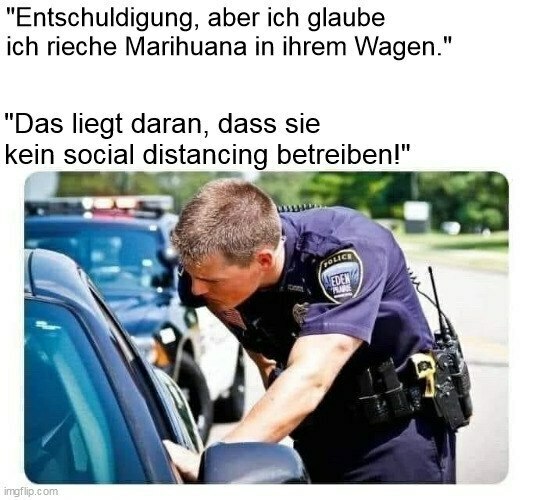 "Entschuldigung, aber ich glaube
ich rieche Marihuana in ihrem Wagen."
"Das liegt daran, dass sie
kein social distancing betreiben!"
POLICE
EDEN
PRAIRIE
imgflip.com